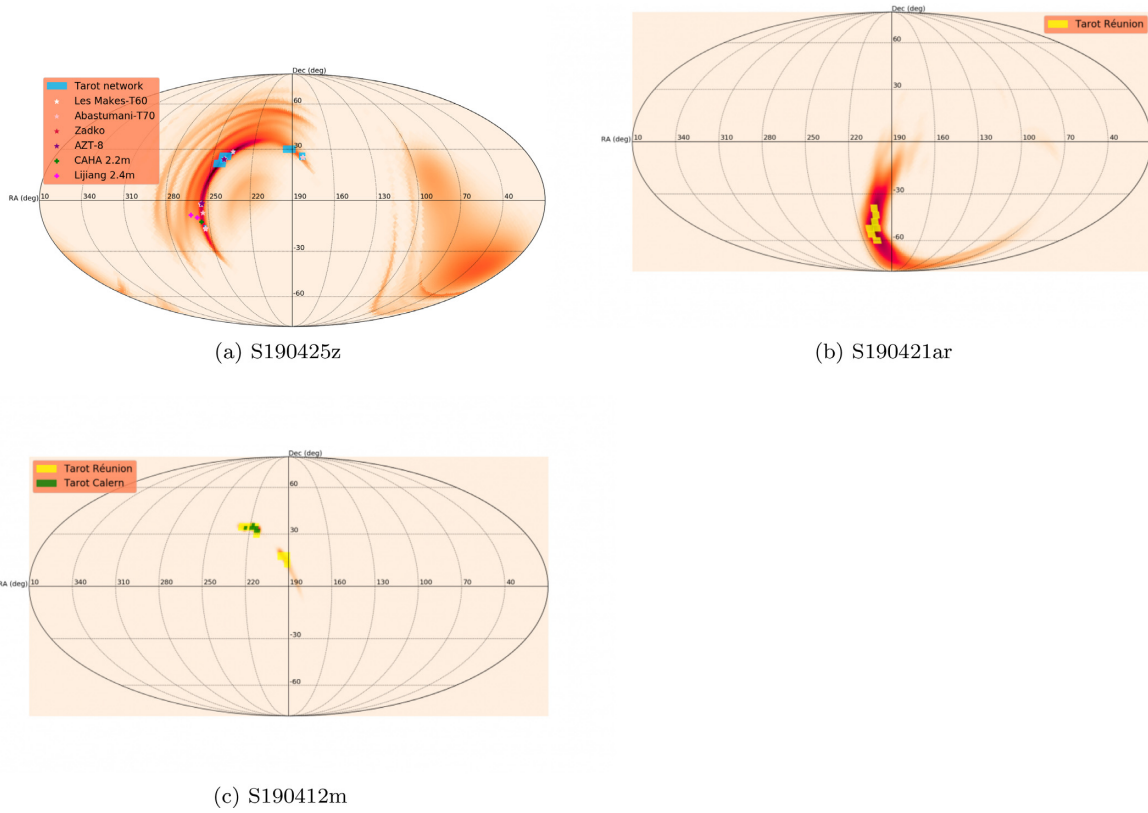 Dec (deg)
Tarot network
Les Makes-T60
Abastumani-T70
Zadko
AZT-8
CAHA 2.2m
Lijiang 2.4m
60
30
RA (deg) 10 340 310 280 250 220 190 160 130 100 70 40
-30
-60
(a) S190425z
Dec (deg)
Tarot Réunion
60
30
RA (deg) 10 340 310 280 250 220 190 160 130 100 70 40
-30
-60
(b) S190421ar
Dec (deg)
Tarot Réunion
Tarot Calern
60
30
RA (deg) 10 340 310 280 250 220 190 160 130 100 70 40
-30
-60
(c) S190412m